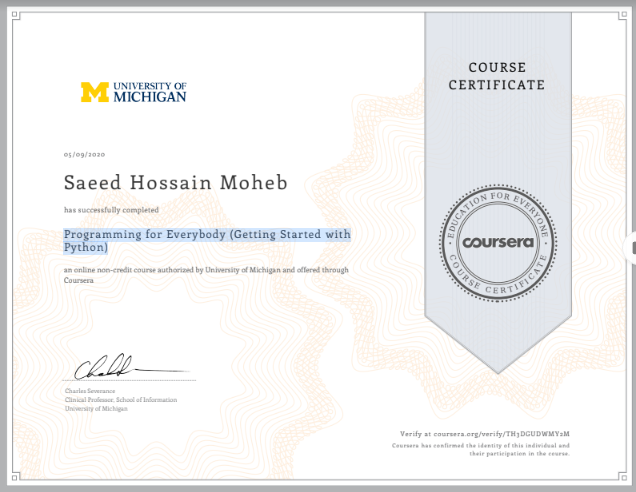 COURSE
CERTIFICATE
UNIVERSITY OF
MICHIGAN
05/09/2020
Saeed Hossain Moheb
has successfully completed
Programming for Everybody (Getting Started with
Python)
an online non-credit course authorized by University of Michigan and offered through
Coursera
EDUCATION FOR EVERYONE
coursera
COURSE CERTIFICATE
Charles Severance
Clinical Professor, School of Information
University of Michigan
Verify at coursera.org/verify/TH3DGUDWMY2M
Coursera has confirmed the identity of this individual and
their participation in the course.